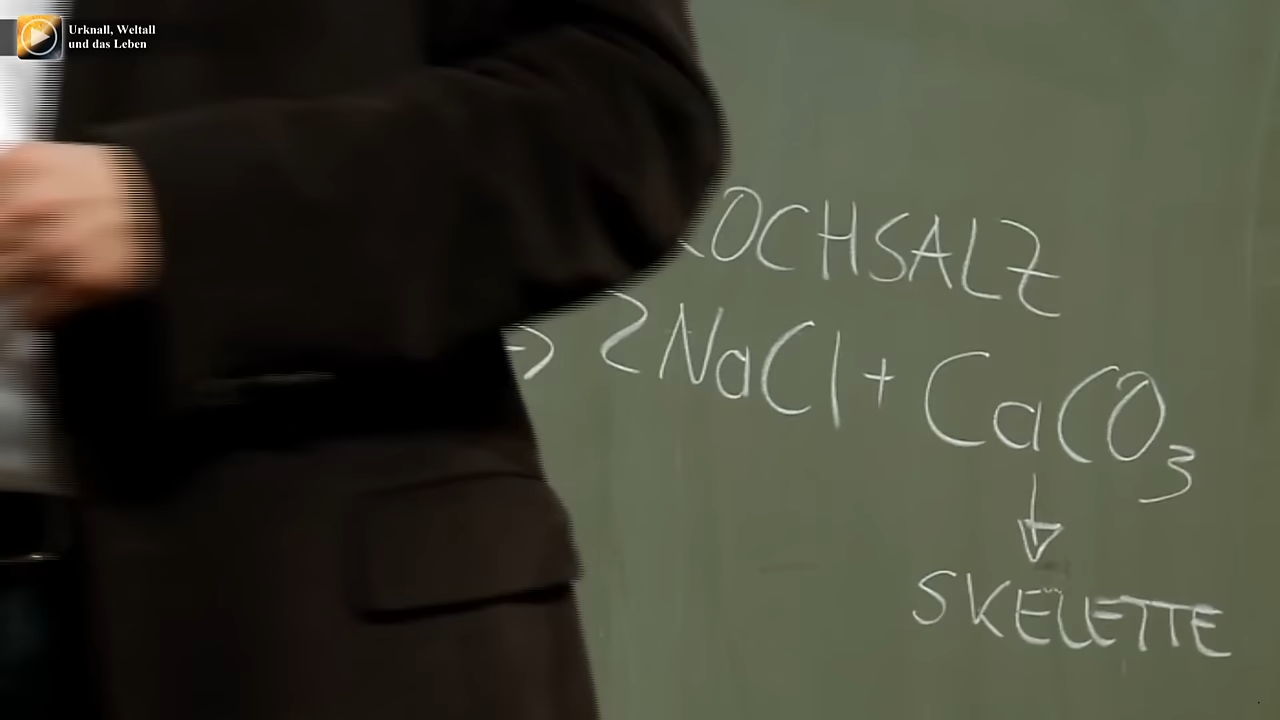 Urknall, Weltall
und das Leben
KOCHSALZ
→ 2NaCl + CaCO₃
↓
SKELETTE